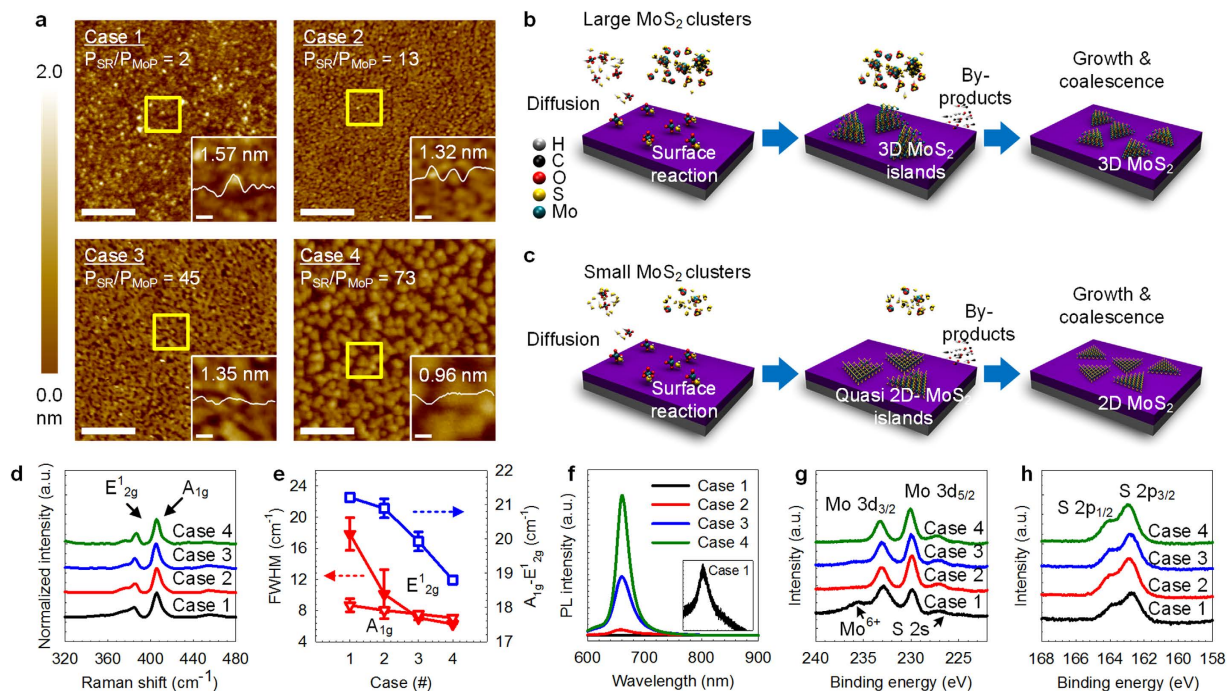 a
2.0
0.0
nm
Case 1
P_SR/P_MoP = 2
1.57 nm
Case 2
P_SR/P_MoP = 13
1.32 nm
Case 3
P_SR/P_MoP = 45
1.35 nm
Case 4
P_SR/P_MoP = 73
0.96 nm
b
Large MoS₂ clusters
Diffusion
Surface
reaction
H
C
O
S
Mo
By-
products
3D MoS₂
islands
Growth &
coalescence
3D MoS₂
c
Small MoS₂ clusters
Diffusion
Surface
reaction
By-
products
Quasi 2D- MoS
islands
Growth &
coalescence
2D MoS₂
d
Normalized intensity (a.u.)
E¹₂g
A₁g
Case 4
Case 3
Case 2
Case 1
320 360 400 440 480
Raman shift (cm⁻¹)
e
FWHM (cm⁻¹)
24
20
16
12
8
4
0
E¹₂g
A₁g
22
21
20
19
18
17
A₁g-E¹₂g (cm⁻¹)
1 2 3 4
Case (#)
f
PL intensity (a.u.)
Case 1
Case 2
Case 3
Case 4
Case 1
600 700 800 900
Wavelength (nm)
g
Intensity (a.u.)
Mo 3d₃/₂
Mo 3d₅/₂
Case 4
Case 3
Case 2
Case 1
Mo⁶⁺
S 2s
240 230 220
Binding energy (eV)
h
Intensity (a.u.)
S 2p₃/₂
S 2p₁/₂
Case 4
Case 3
Case 2
Case 1
168 166 164 162 160 158
Binding energy (eV)